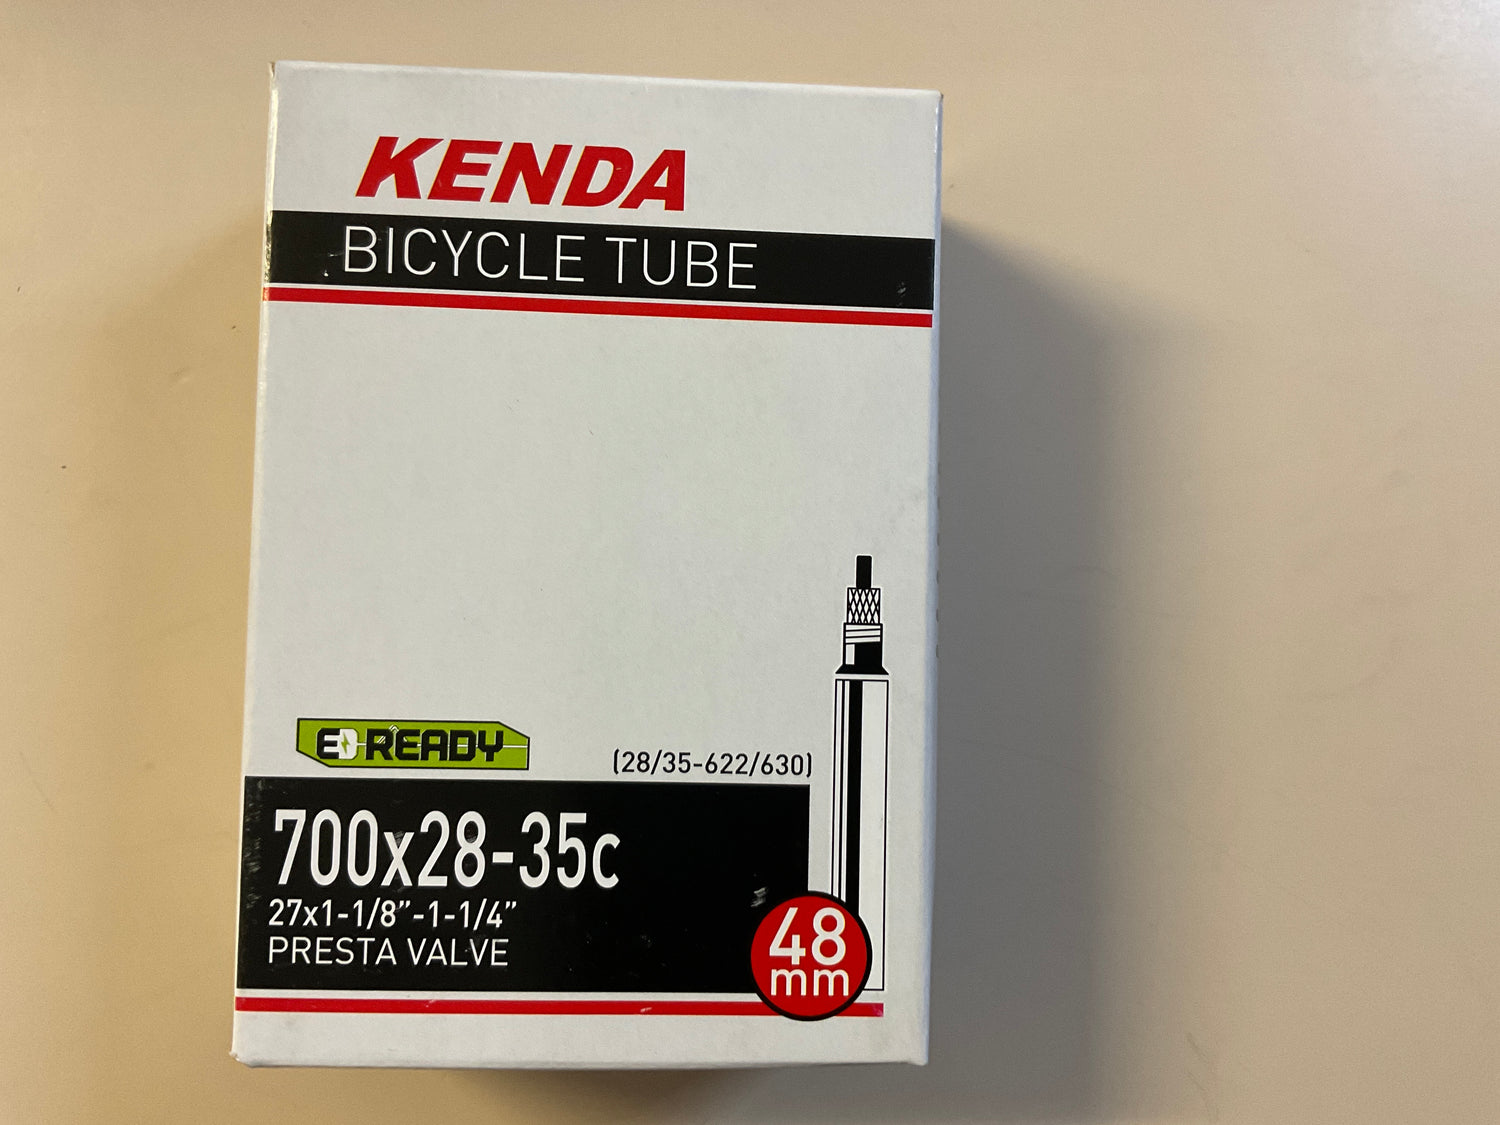 KENDA
BICYCLE TUBE
E READY
(28/35-622/630)
700x28-35c
27x1-1/8”-1-1/4”
PRESTA VALVE
48
mm